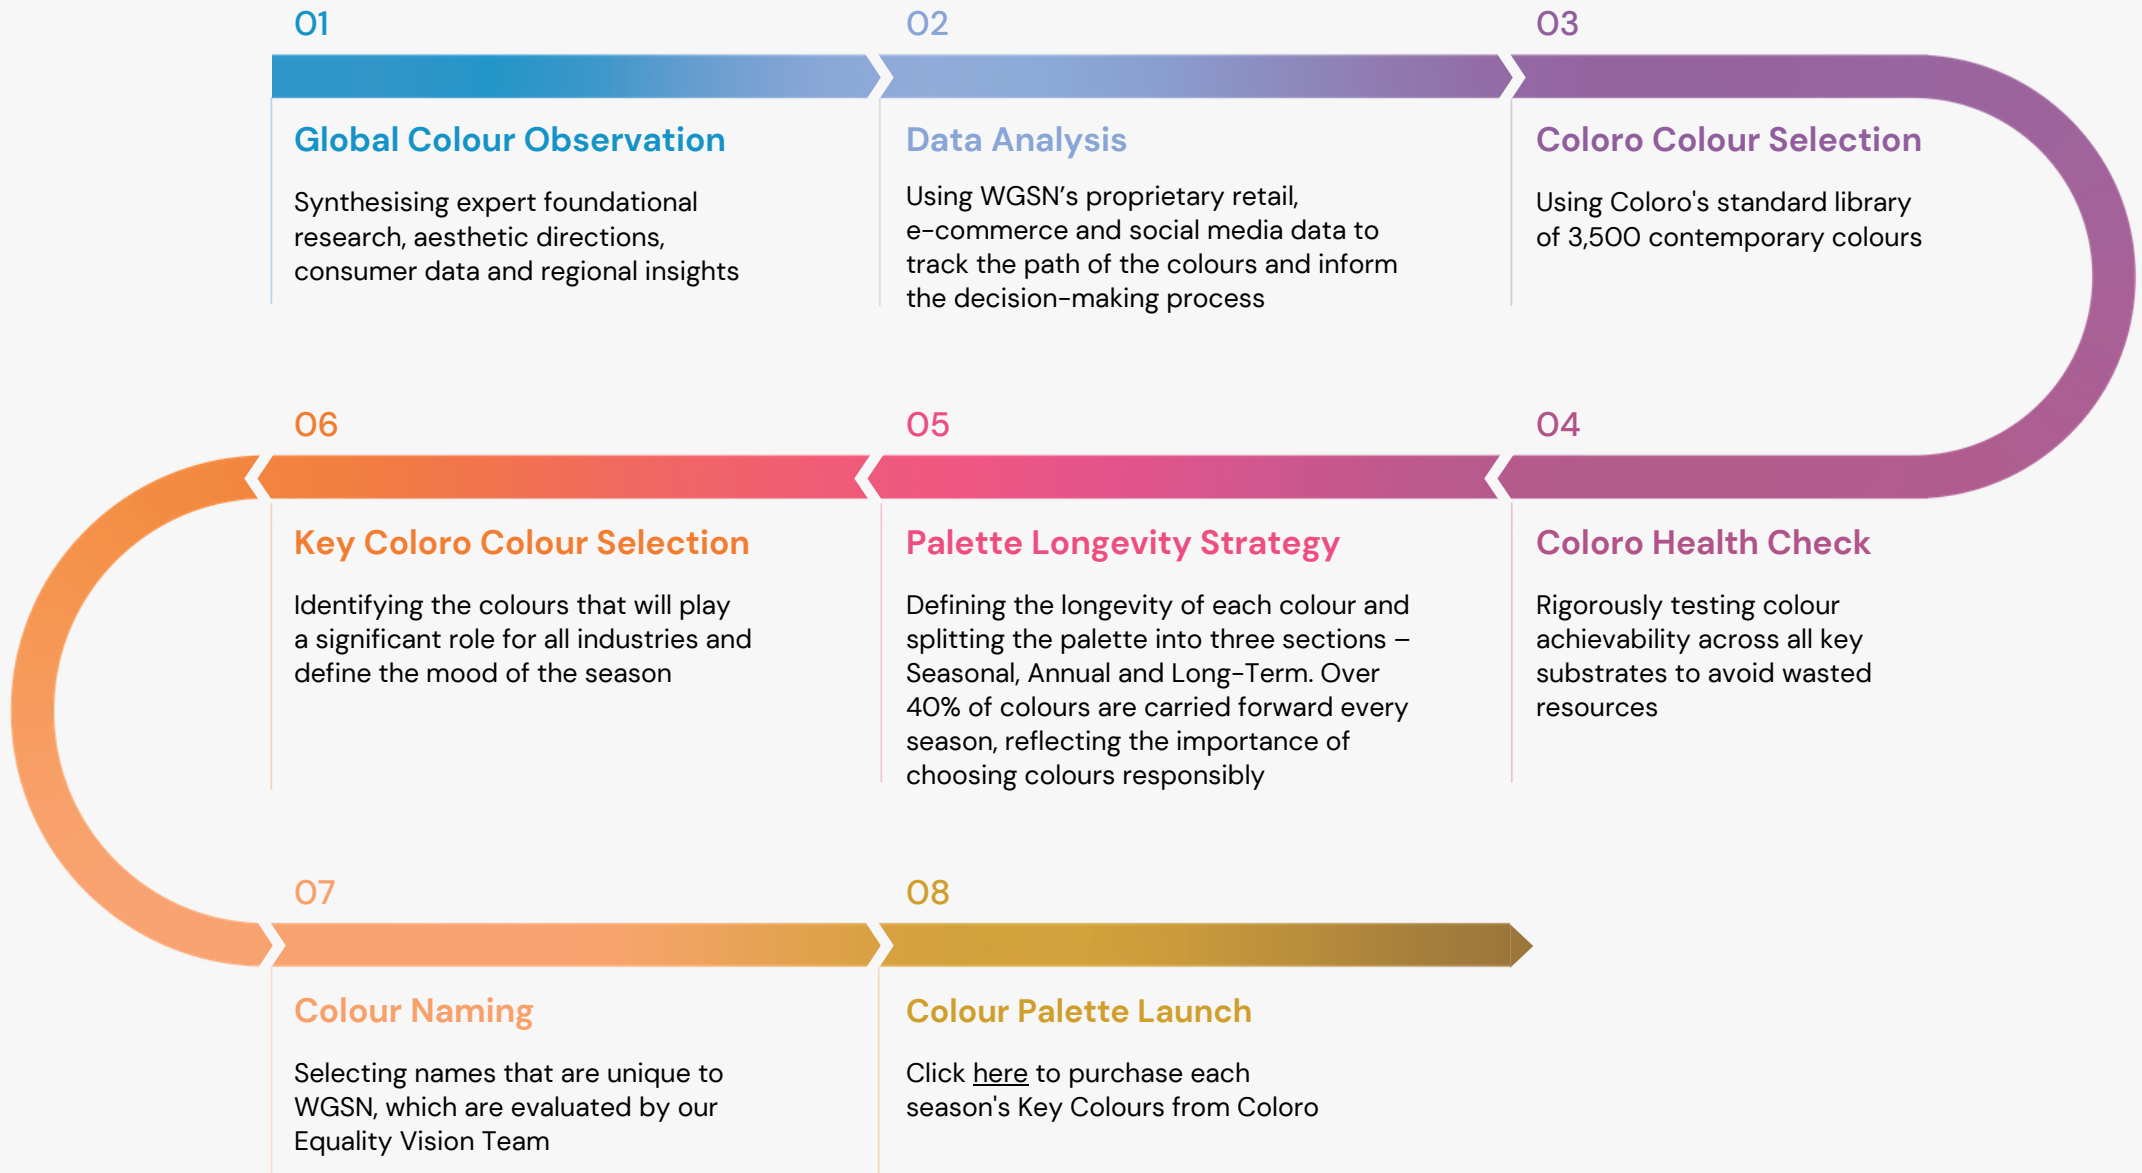 01
Global Colour Observation
Synthesising expert foundational
research, aesthetic directions,
consumer data and regional insights
02
Data Analysis
Using WGSN’s proprietary retail,
e-commerce and social media data to
track the path of the colours and inform
the decision-making process
03
Coloro Colour Selection
Using Coloro's standard library
of 3,500 contemporary colours
04
Coloro Health Check
Rigorously testing colour
achievability across all key
substrates to avoid wasted
resources
05
Palette Longevity Strategy
Defining the longevity of each colour and
splitting the palette into three sections –
Seasonal, Annual and Long-Term. Over
40% of colours are carried forward every
season, reflecting the importance of
choosing colours responsibly
06
Key Coloro Colour Selection
Identifying the colours that will play
a significant role for all industries and
define the mood of the season
07
Colour Naming
Selecting names that are unique to
WGSN, which are evaluated by our
Equality Vision Team
08
Colour Palette Launch
Click here to purchase each
season's Key Colours from Coloro